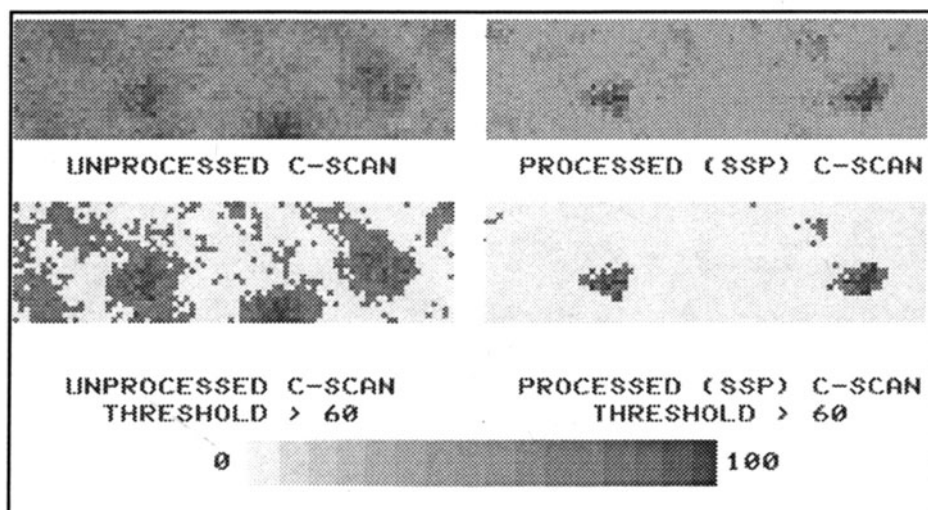 UNPROCESSED C-SCAN
PROCESSED (SSP) C-SCAN
UNPROCESSED C-SCAN
THRESHOLD > 60
PROCESSED (SSP) C-SCAN
THRESHOLD > 60
0
100